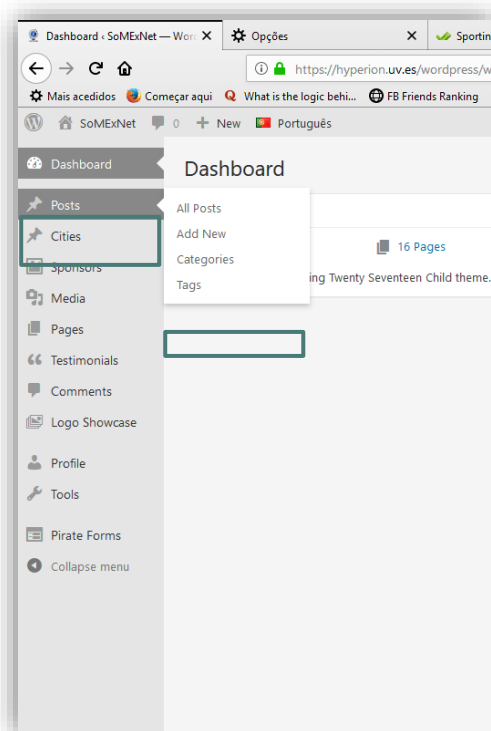 Dashboard ‹ SoMExNet — Wor
Opções
Sportin
https://hyperion.uv.es/wordpress/w
Mais acedidos
Começar aqui
What is the logic behi...
FB Friends Ranking
SoMExNet
0
New
Português
Dashboard
Dashboard
Posts
All Posts
Cities
Add New
16 Pages
Categories
Sponsors
ing Twenty Seventeen Child theme.
Tags
Media
Pages
Testimonials
Comments
Logo Showcase
Profile
Tools
Pirate Forms
Collapse menu